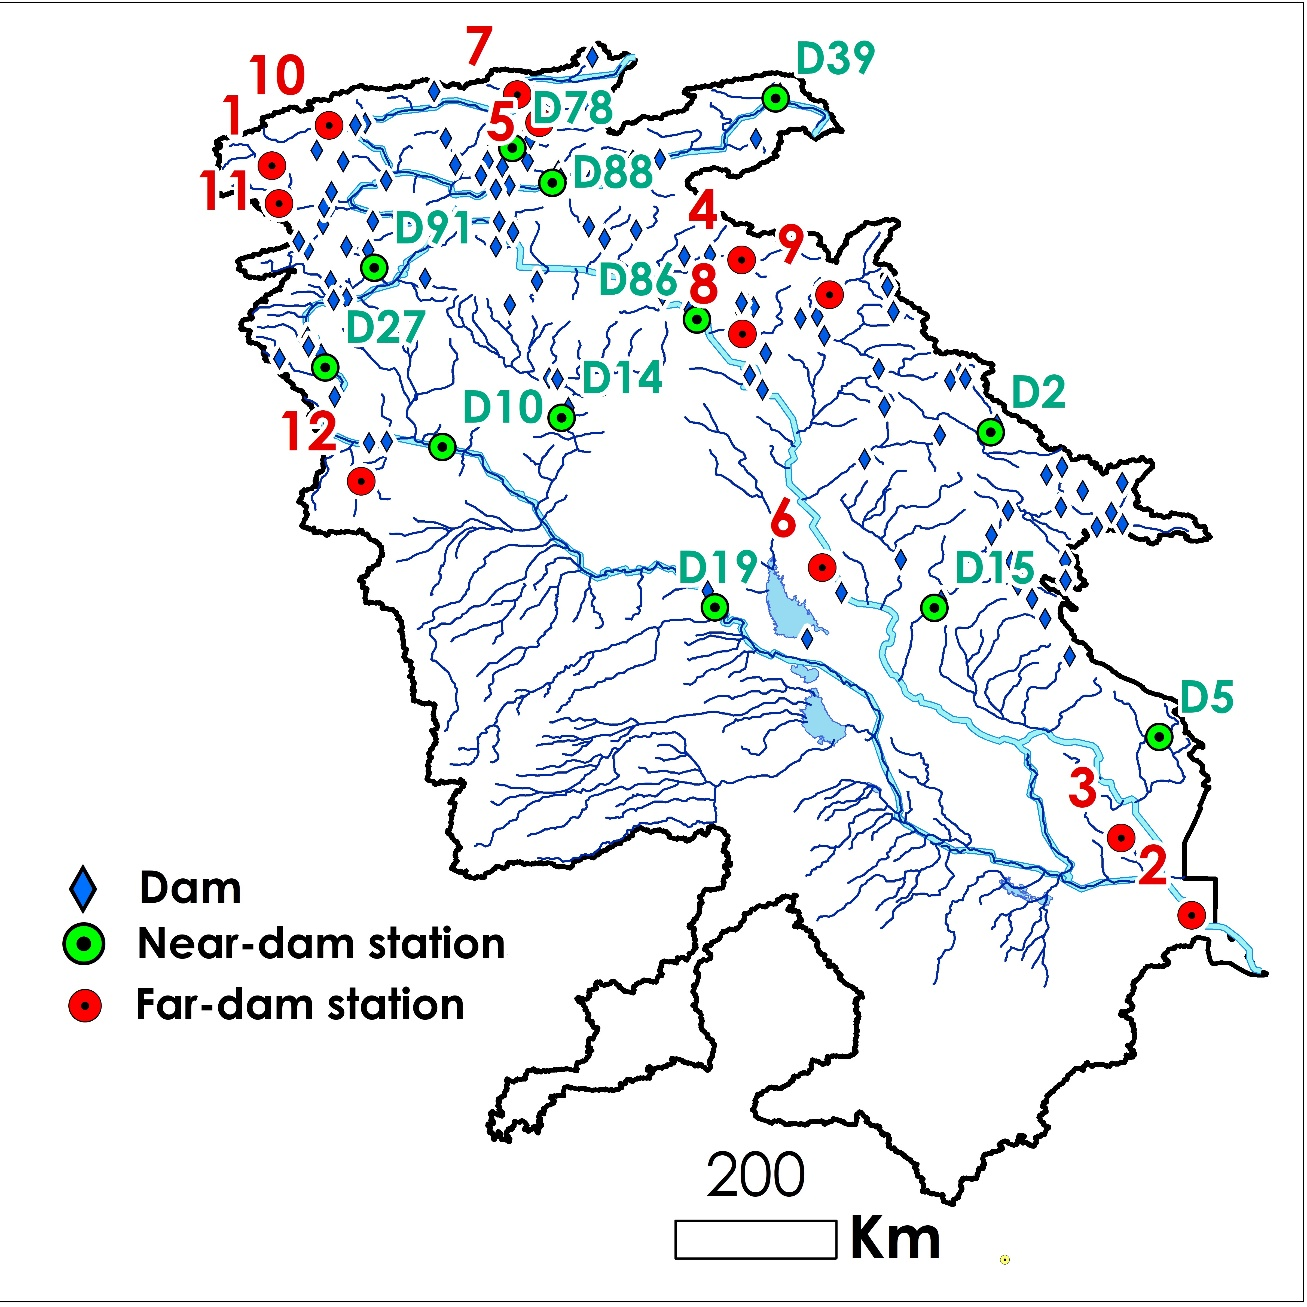 7
D39
10
1
5
D78
11
D88
4
D91
9
D86
8
D27
D14
D10
D2
12
6
D19
D15
D5
3
2
Dam
Near-dam station
Far-dam station
200
Km